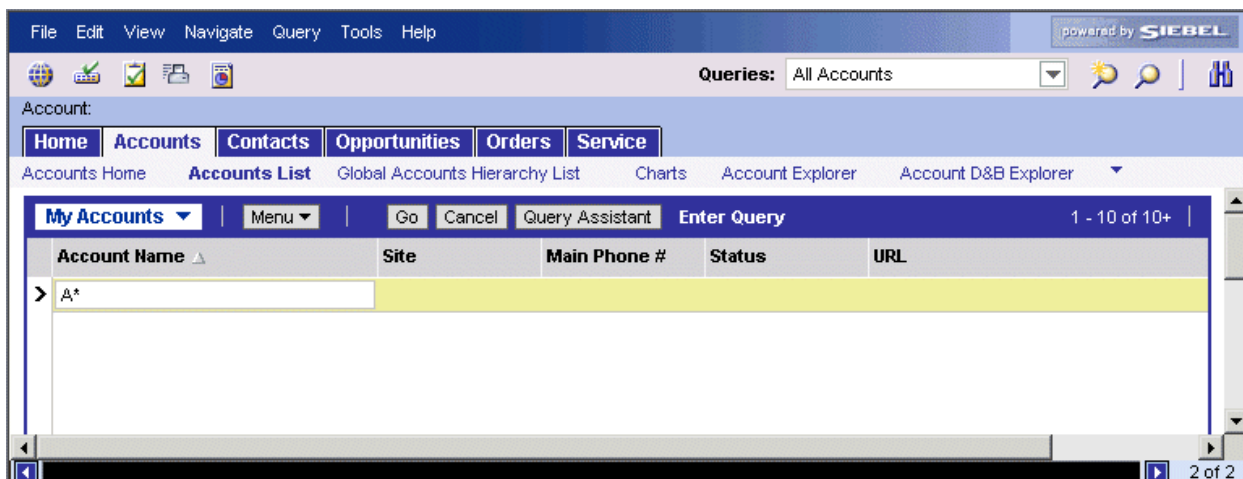 File Edit View Navigate Query Tools Help powered by SIEBEL
Queries: All Accounts
Account:
Home Accounts Contacts Opportunities Orders Service
Accounts Home Accounts List Global Accounts Hierarchy List Charts Account Explorer Account D&B Explorer
My Accounts Menu Go Cancel Query Assistant Enter Query 1 - 10 of 10+
Account Name Site Main Phone # Status URL
A*
2 of 2